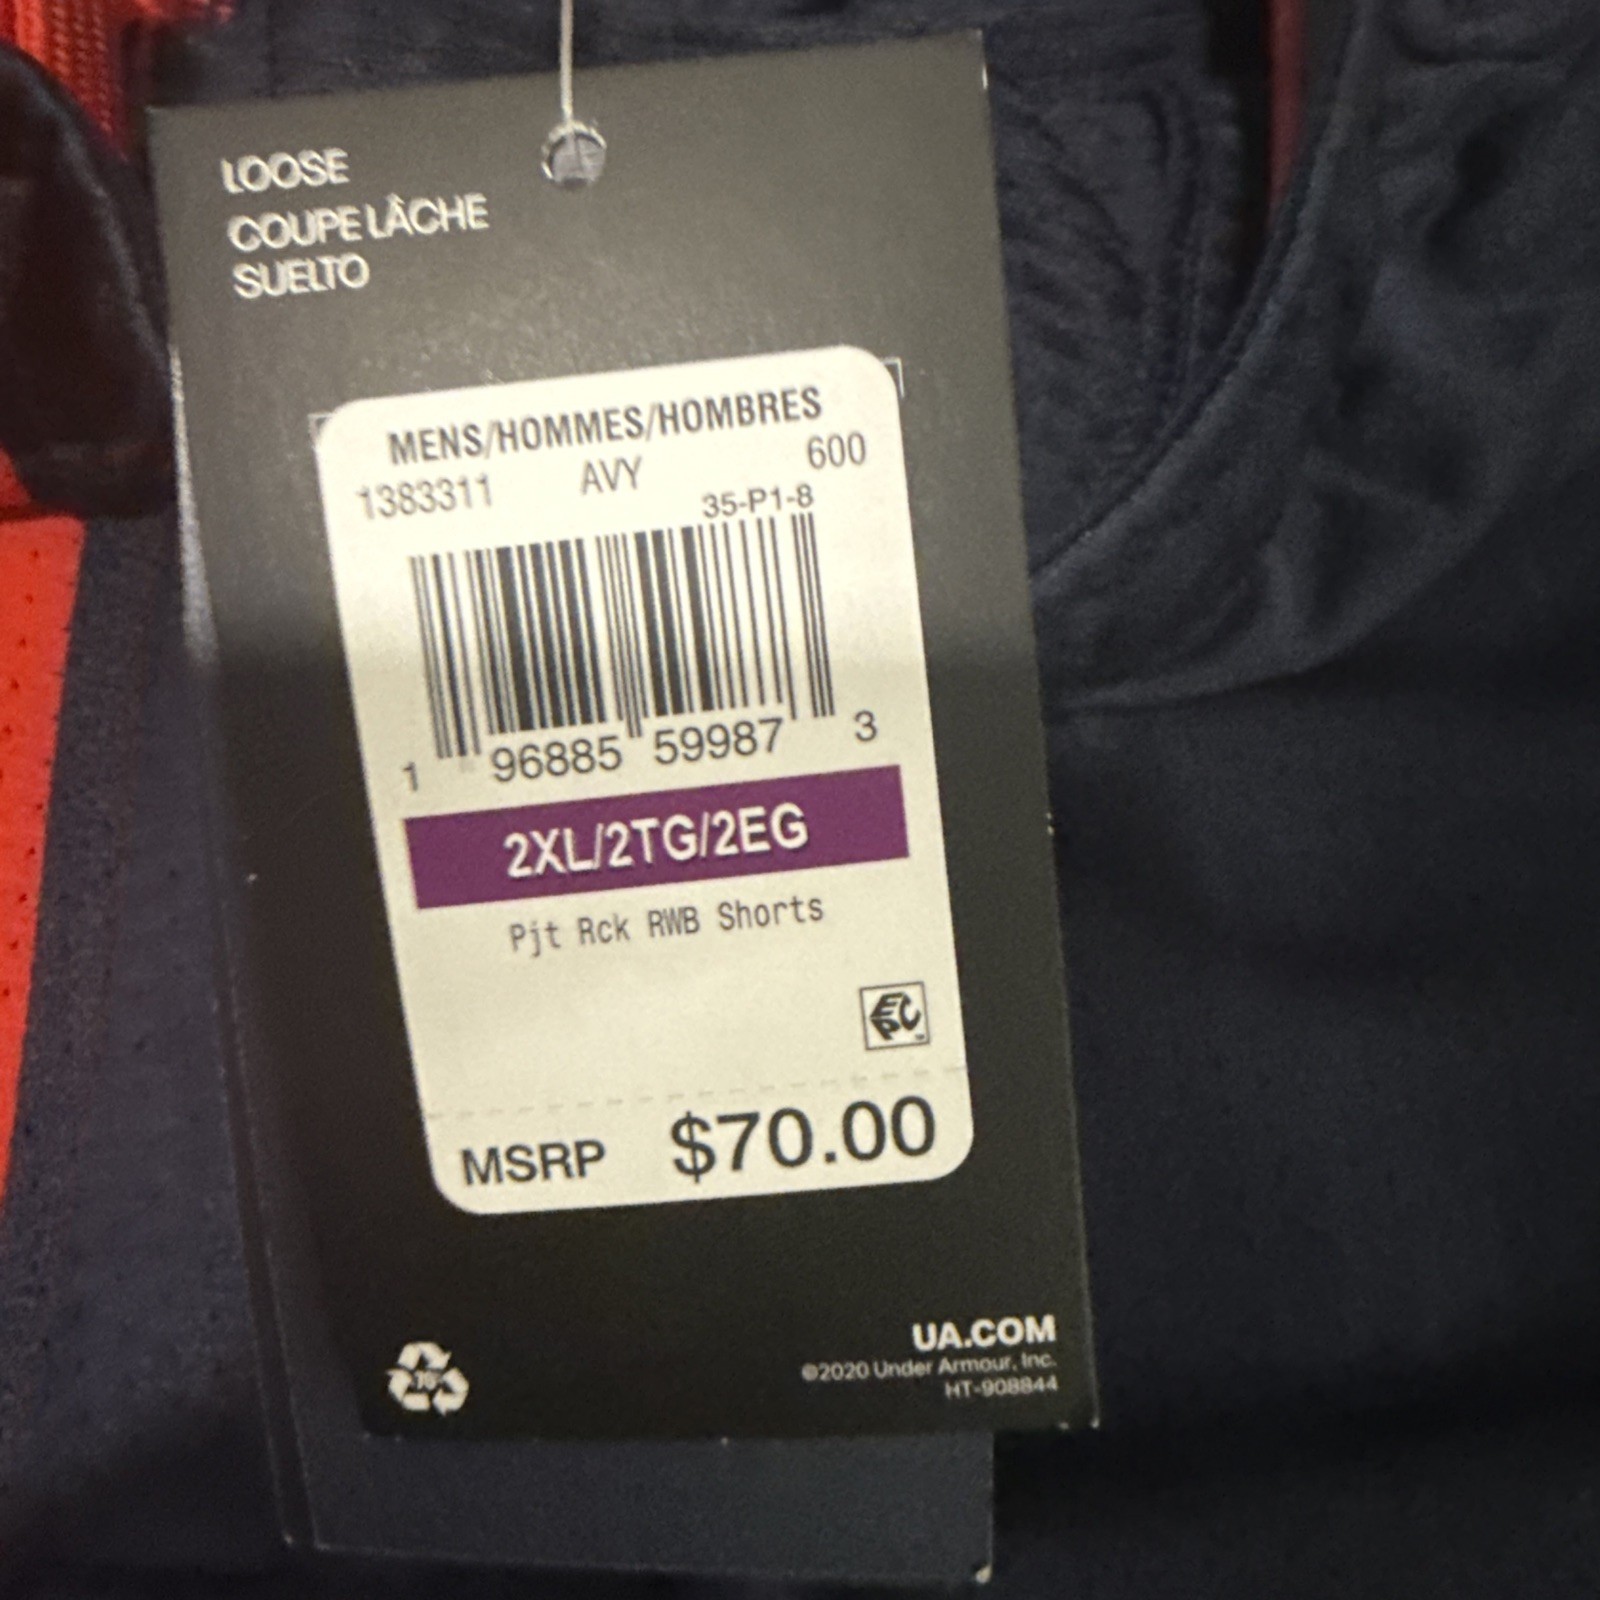 LOOSE
COUPE LÂCHE
SUELTO
MENS/HOMMES/HOMBRES
1383311 AVY 600
35-P1-8
1 96885 59987 3
2XL/2TG/2EG
Pjt Rck RWB Shorts
EPC
MSRP $70.00
UA.COM
©2020 Under Armour, Inc.
HT-908844